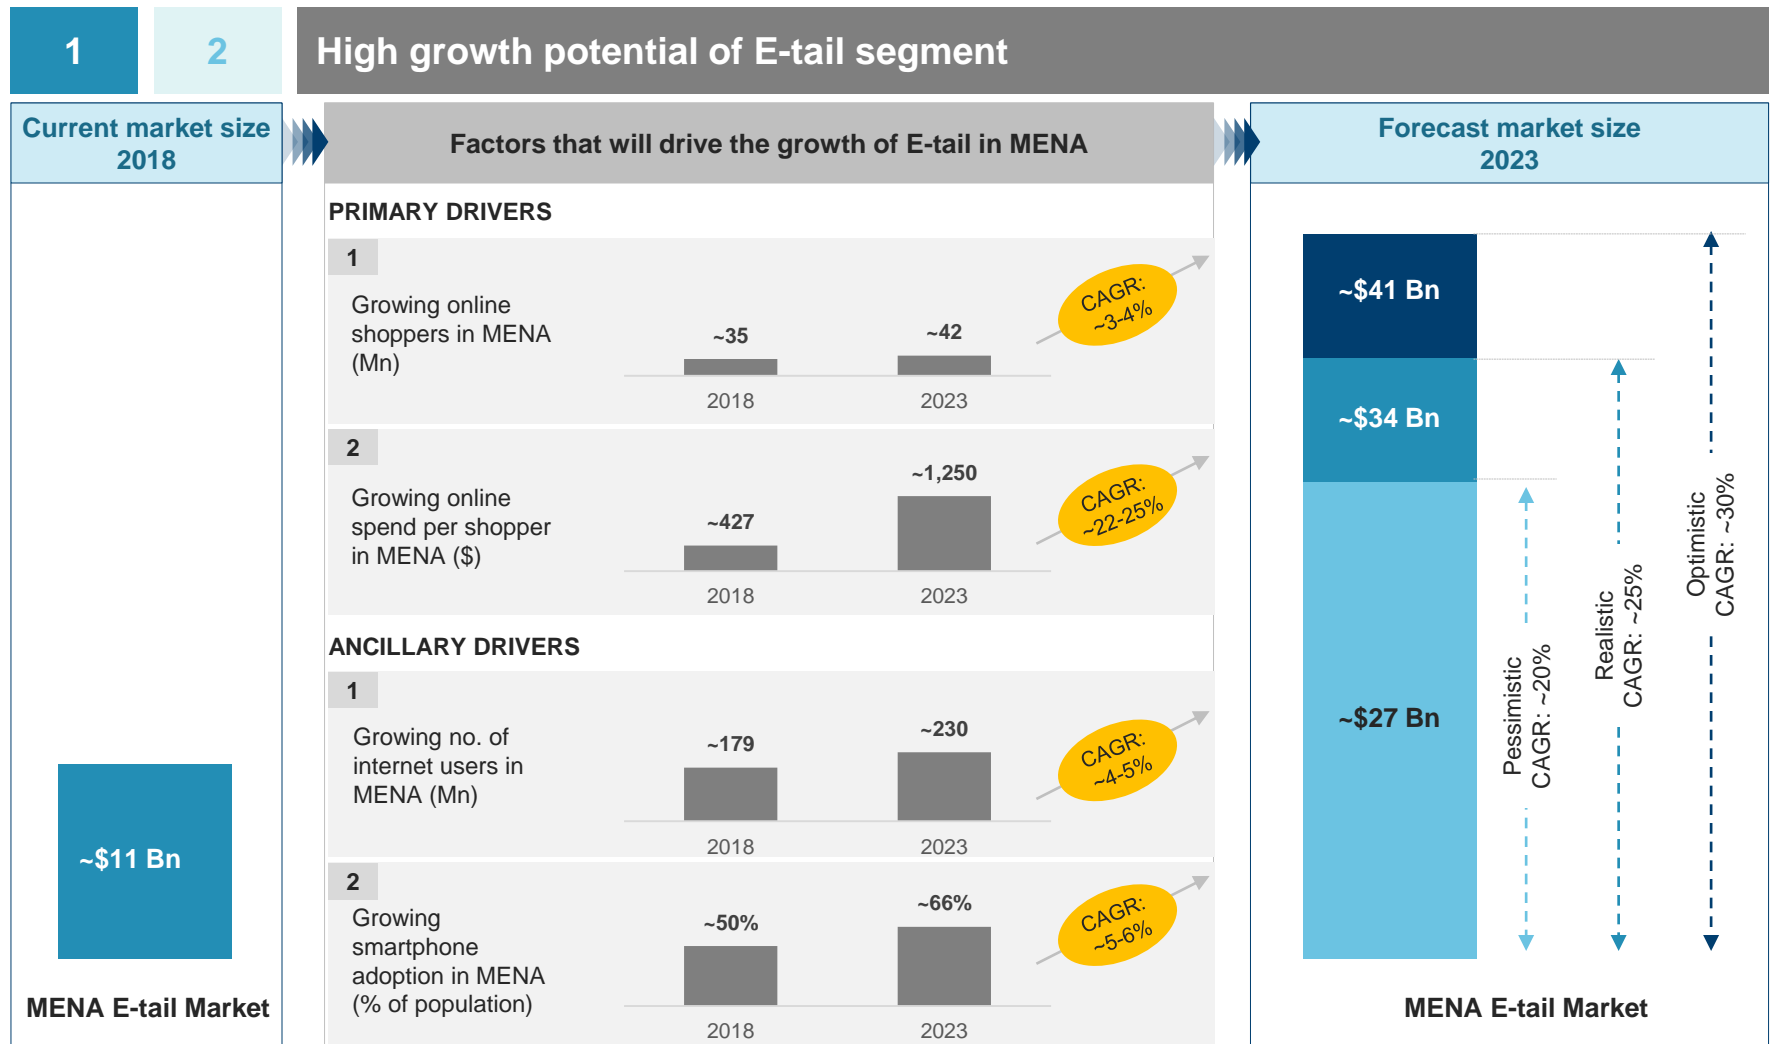 1
2
High growth potential of E-tail segment
Current market size
2018
MENA E-tail Market
~$11 Bn
Factors that will drive the growth of E-tail in MENA
PRIMARY DRIVERS
1
Growing online
shoppers in MENA
(Mn)
~35
~42
2018
2023
CAGR:
~3-4%
2
Growing online
spend per shopper
in MENA ($)
~427
~1,250
2018
2023
CAGR:
~22-25%
ANCILLARY DRIVERS
1
Growing no. of
internet users in
MENA (Mn)
~179
~230
2018
2023
CAGR:
~4-5%
2
Growing
smartphone
adoption in MENA
(% of population)
~50%
~66%
2018
2023
CAGR:
~5-6%
Forecast market size
2023
~$41 Bn
~$34 Bn
~$27 Bn
Pessimistic
CAGR: ~20%
Realistic
CAGR: ~25%
Optimistic
CAGR: ~30%
MENA E-tail Market